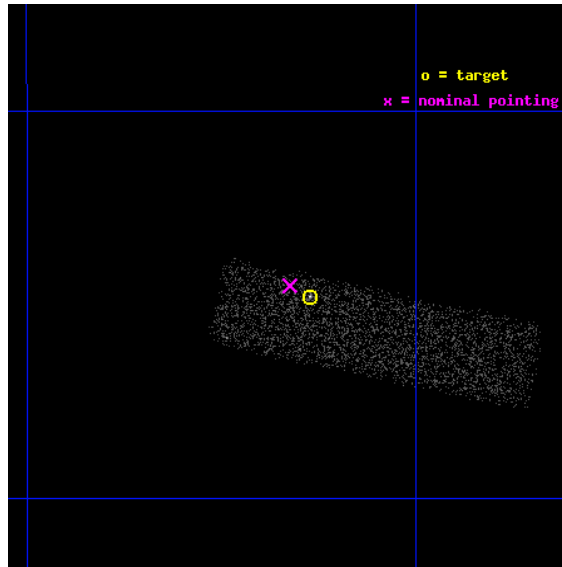 o = target
x = nominal pointing